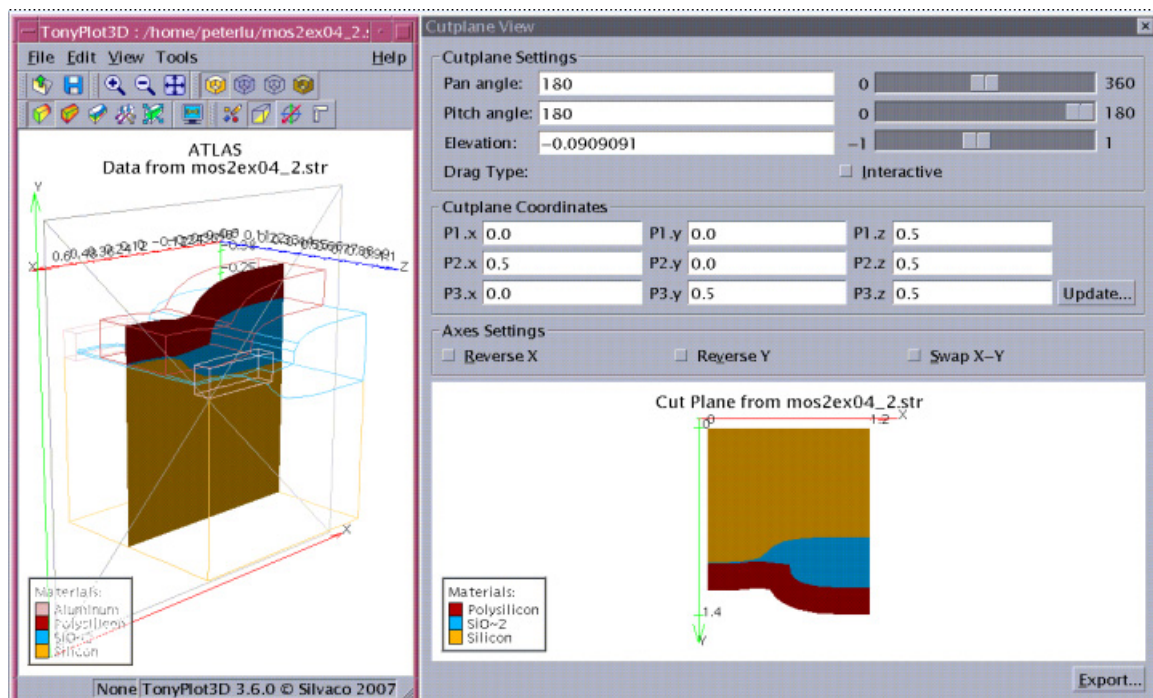 TonyPlot3D : /home/peterlu/mos2ex04_2.s
File Edit View Tools Help
ATLAS
Data from mos2ex04_2.str
Y
X
Z
-0.25
X
Materials:
Aluminum
Polysilicon
SiO~2
Silicon
None TonyPlot3D 3.6.0 © Silvaco 2007
Cutplane View
Cutplane Settings
Pan angle: 180 0 360
Pitch angle: 180 0 180
Elevation: -0.0909091 -1 1
Drag Type: Interactive
Cutplane Coordinates
P1.x 0.0 P1.y 0.0 P1.z 0.5
P2.x 0.5 P2.y 0.0 P2.z 0.5
P3.x 0.0 P3.y 0.5 P3.z 0.5 Update...
Axes Settings
Reverse X Reverse Y Swap X-Y
Cut Plane from mos2ex04_2.str
0 1.2 X
0
1.4
Y
Materials:
Polysilicon
SiO~2
Silicon
Export...